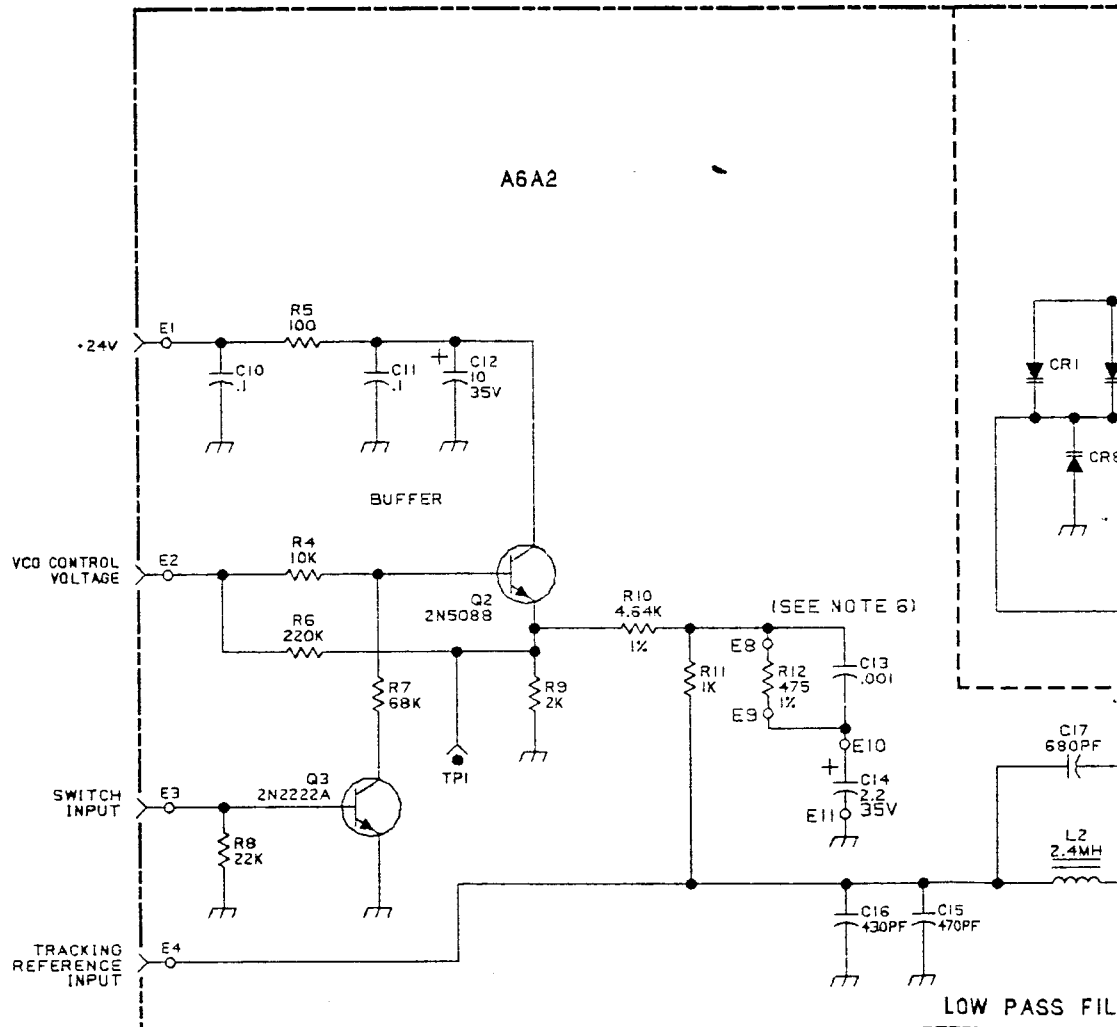 A6A2
+24V
E1
R5
100
C10
.1
C11
.1
+
C12
10
35V
CR1
CR8
BUFFER
VCO CONTROL
VOLTAGE
E2
R4
10K
Q2
2N5088
R6
220K
R10
4.64K
1%
(SEE NOTE 6)
R7
68K
R9
2K
R11
1K
E8
R12
475
1%
E9
C13
.001
E10
+
C14
2.2
35V
E11
TP1
SWITCH
INPUT
E3
Q3
2N2222A
R8
22K
C17
680PF
L2
2.4MH
C16
430PF
C15
470PF
TRACKING
REFERENCE
INPUT
E4
LOW PASS FIL